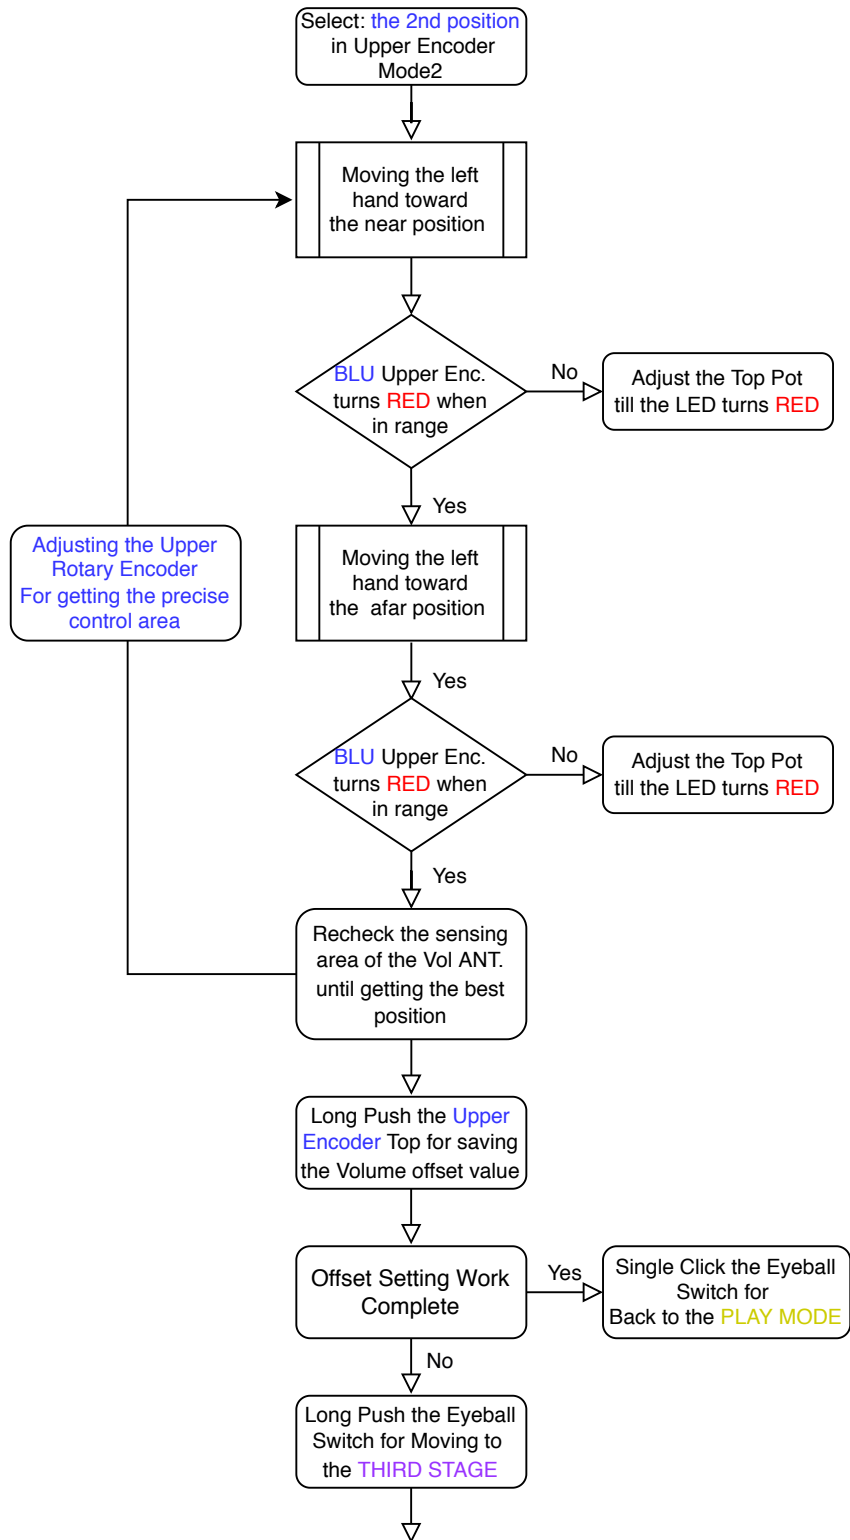 Select: the 2nd position
in Upper Encoder
Mode2
Moving the left
hand toward
the near position
BLU Upper Enc.
turns RED when
in range
No
Adjust the Top Pot
till the LED turns RED
Yes
Adjusting the Upper
Rotary Encoder
For getting the precise
control area
Moving the left
hand toward
the  afar position
Yes
BLU Upper Enc.
turns RED when
in range
No
Adjust the Top Pot
till the LED turns RED
Yes
Recheck the sensing
area of the Vol ANT.
until getting the best
position
Long Push the Upper
Encoder Top for saving
the Volume offset value
Offset Setting Work
Complete
Yes
Single Click the Eyeball
Switch for
Back to the PLAY MODE
No
Long Push the Eyeball
Switch for Moving to
the THIRD STAGE